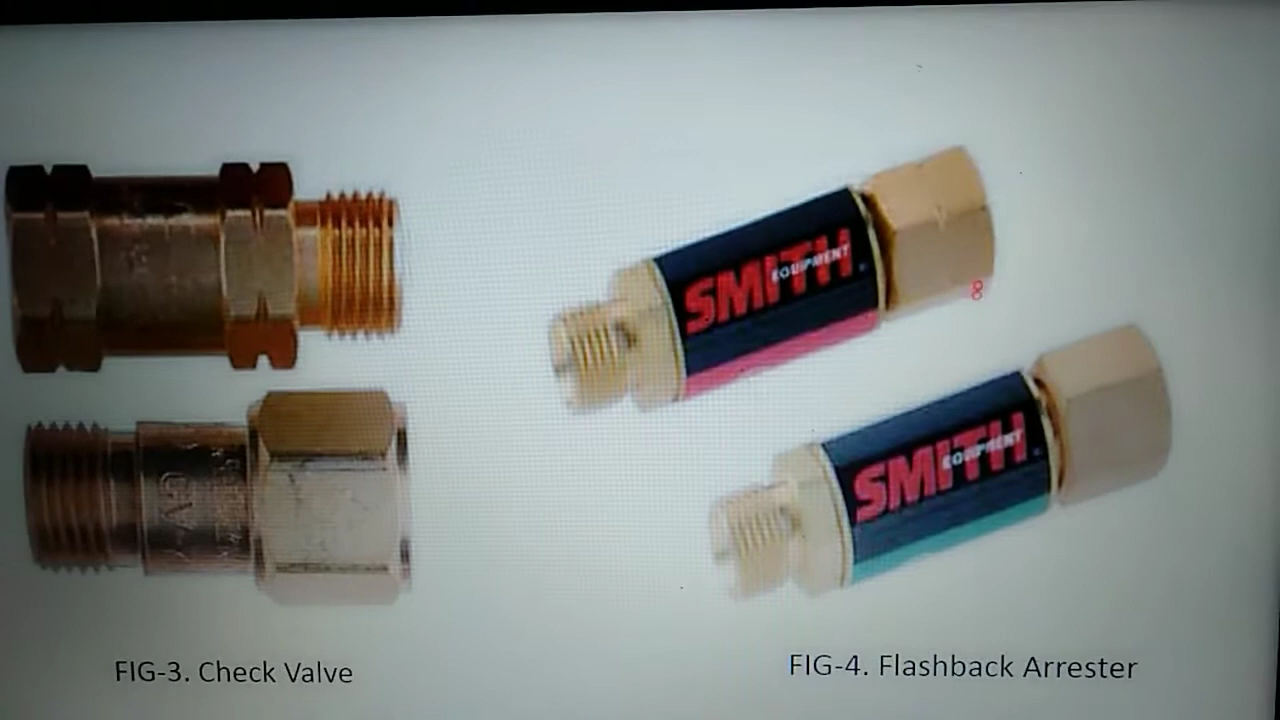 SMITH
EQUIPMENT
SMITH
EQUIPMENT
FIG-3. Check Valve
FIG-4. Flashback Arrester